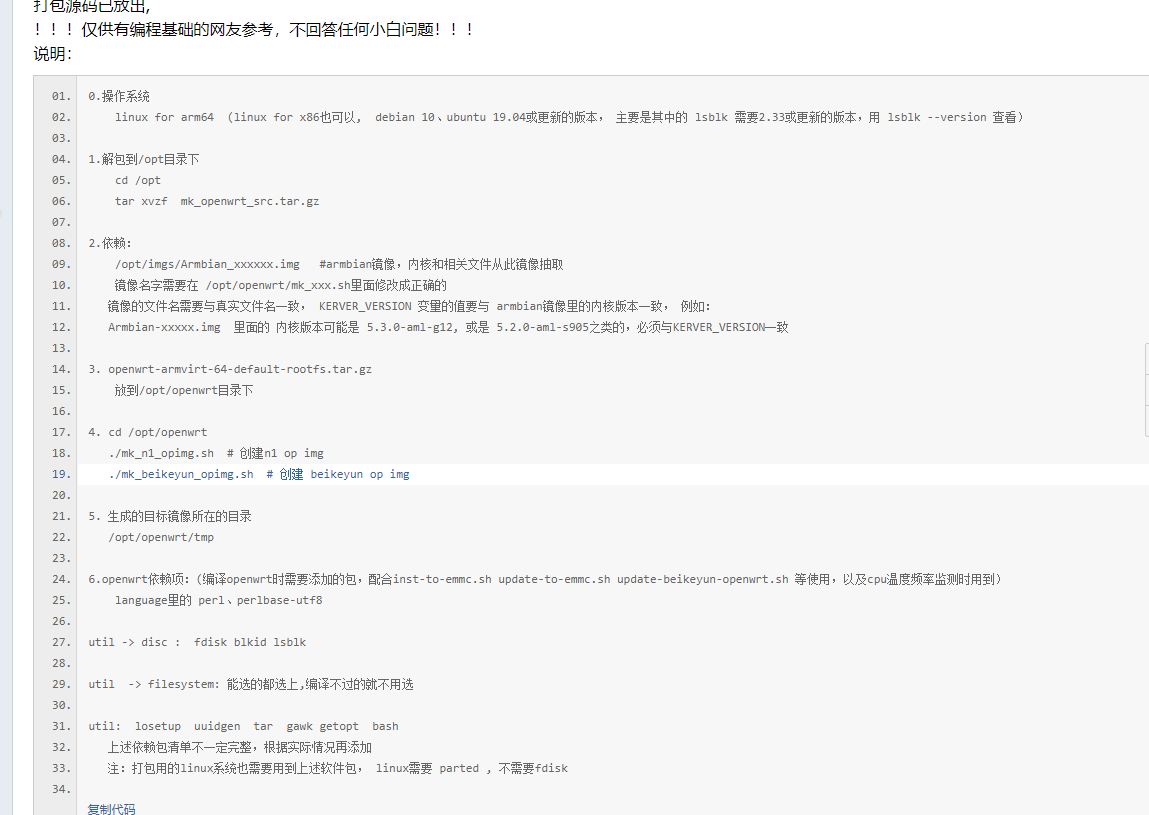 打包源码已放出,
！！！仅供有编程基础的网友参考，不回答任何小白问题！！！
说明：
01. 0.操作系统
02. linux for arm64 （linux for x86也可以， debian 10、ubuntu 19.04或更新的版本， 主要是其中的 lsblk 需要2.33或更新的版本，用 lsblk --version 查看）
03.
04. 1.解包到/opt目录下
05. cd /opt
06. tar xvzf  mk_openwrt_src.tar.gz
07.
08. 2.依赖：
09. /opt/imgs/Armbian_xxxxxx.img   #armbian镜像，内核和相关文件从此镜像抽取
10. 镜像名字需要在 /opt/openwrt/mk_xxx.sh里面修改成正确的
11. 镜像的文件名需要与真实文件名一致， KERVER_VERSION 变量的值要与 armbian镜像里的内核版本一致， 例如：
12. Armbian-xxxxx.img  里面的 内核版本可能是 5.3.0-aml-g12, 或是 5.2.0-aml-s905之类的，必须与KERVER_VERSION一致
13.
14. 3. openwrt-armvirt-64-default-rootfs.tar.gz
15. 放到/opt/openwrt目录下
16.
17. 4. cd /opt/openwrt
18. ./mk_n1_opimg.sh  # 创建n1 op img
19. ./mk_beikeyun_opimg.sh  # 创建 beikeyun op img
20.
21. 5. 生成的目标镜像所在的目录
22. /opt/openwrt/tmp
23.
24. 6.openwrt依赖项：（编译openwrt时需要添加的包，配合inst-to-emmc.sh update-to-emmc.sh update-beikeyun-openwrt.sh 等使用，以及cpu温度频率监测时用到）
25. language里的 perl、perlbase-utf8
26.
27. util -> disc :  fdisk blkid lsblk
28.
29. util  -> filesystem: 能选的都选上,编译不过的就不用选
30.
31. util:  losetup  uuidgen  tar  gawk getopt  bash
32. 上述依赖包清单不一定完整，根据实际情况再添加
33. 注：打包用的linux系统也需要用到上述软件包， linux需要 parted , 不需要fdisk
34.
复制代码